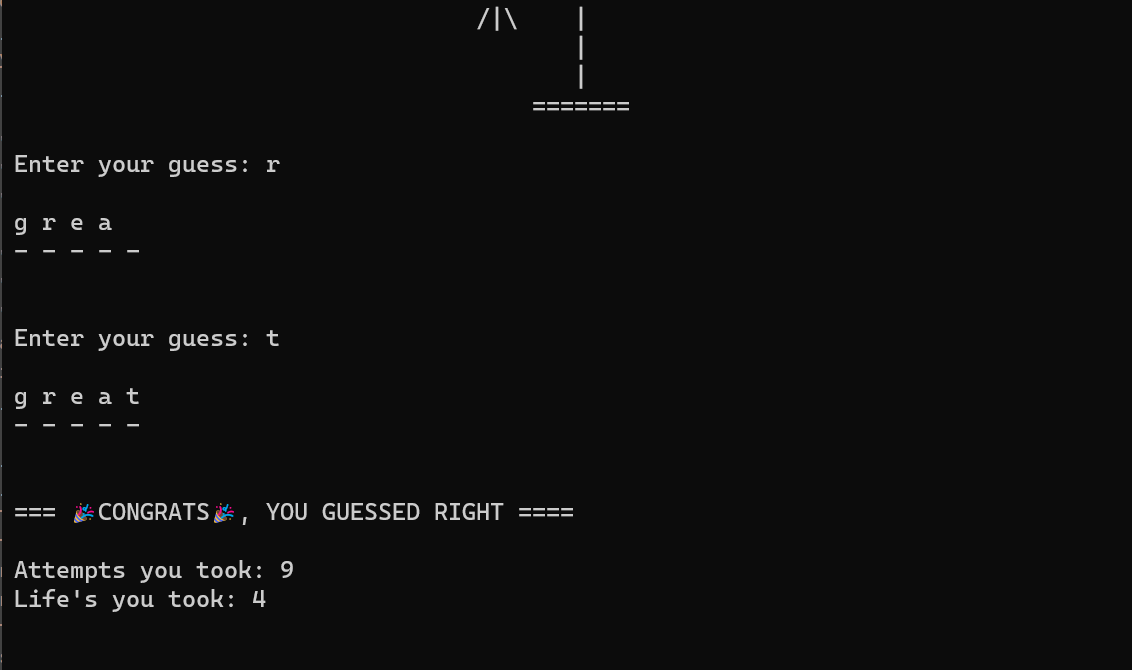 /|\    |
|
|
=======
Enter your guess: r
g r e a
- - - - -
Enter your guess: t
g r e a t
- - - - -
=== 🎉CONGRATS🎉, YOU GUESSED RIGHT ====
Attempts you took: 9
Life's you took: 4